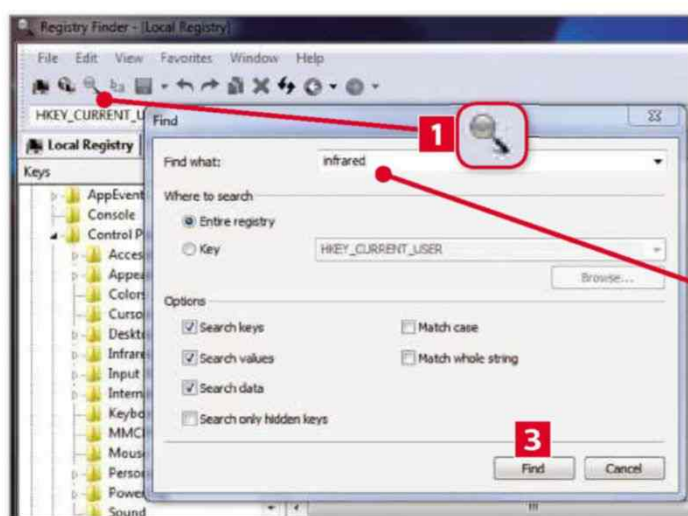 Registry Finder - [Local Registry]
File Edit View Favorites Window Help
HKEY_CURRENT_U
Find
1
Local Registry
Keys
Find what: infrared
AppEvent
Console
Control P
Acces
Appea
Colors
Curso
Deskt
Infrare
Input
Intern
Keybo
MMCI
Mous
Person
Power
Sound
Where to search
Entire registry
Key HKEY_CURRENT_USER
Browse...
Options
Search keys Match case
Search values Match whole string
Search data
Search only hidden keys
3
Find Cancel